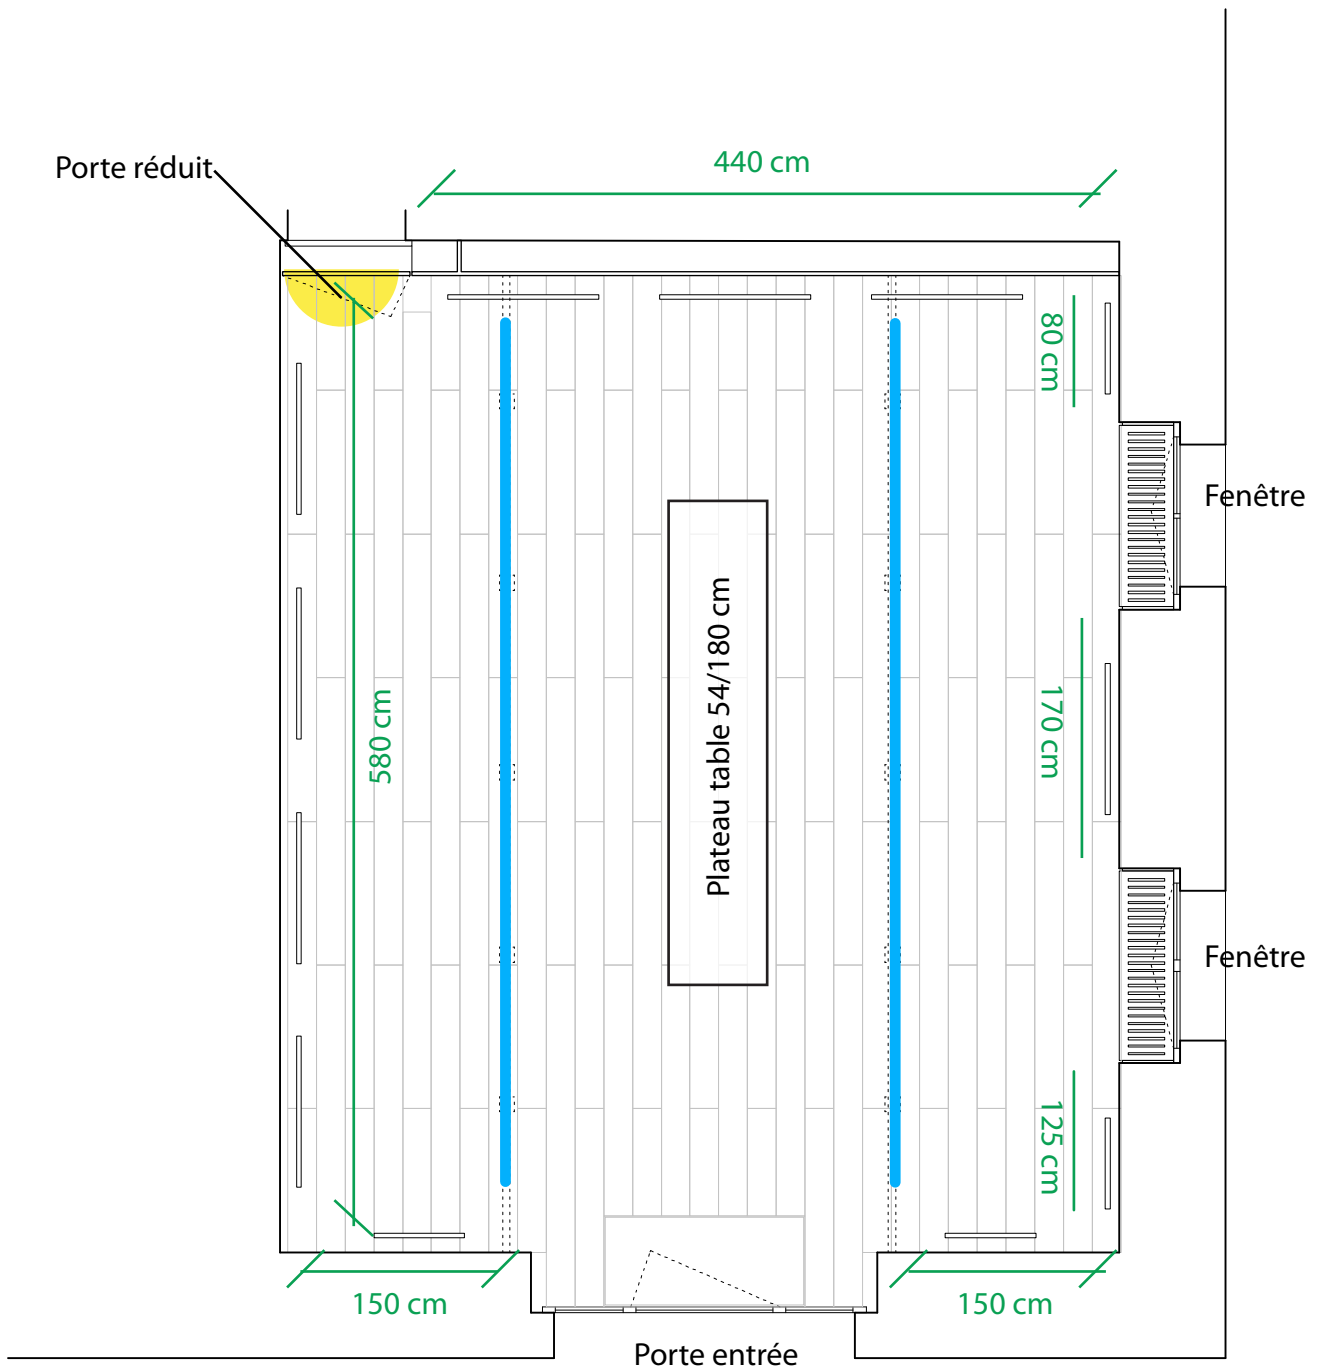 440 cm
Porte réduit
80 cm
Fenêtre
Plateau table 54/180 cm
580 cm
170 cm
Fenêtre
125 cm
150 cm
150 cm
Porte entrée